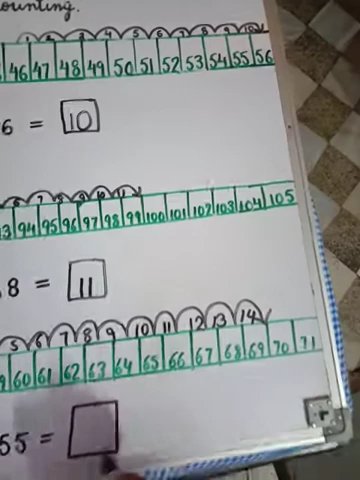 ounting.
1 2 3 4 5 6 7 8 9 10
46 47 48 49 50 51 52 53 54 55 56
6 = 10
6 7 8 9 10 11
3 94 95 96 97 98 99 100 101 102 103 104 105
8 = 11
5 6 7 8 9 10 11 12 13 14
9 60 61 62 63 64 65 66 67 68 69 70 71
55 =